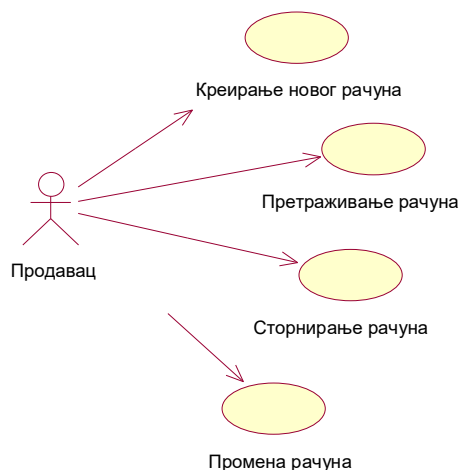 Креирање новог рачуна
Претраживање рачуна
Продавац
Сторнирање рачуна
Промена рачуна